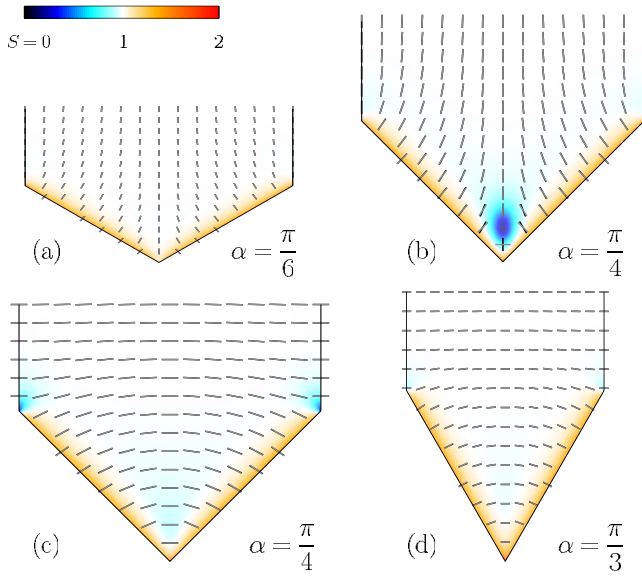 S = 0 1 2
(a) α = π/6
(b) α = π/4
(c) α = π/4
(d) α = π/3